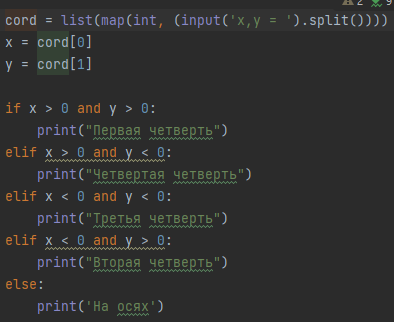 2 9
cord = list(map(int, (input('x,y = ').split())))
x = cord[0]
y = cord[1]
if x > 0 and y > 0:
print("Первая четверть")
elif x > 0 and y < 0:
print("Четвертая четверть")
elif x < 0 and y < 0:
print("Третья четверть")
elif x < 0 and y > 0:
print("Вторая четверть")
else:
print('На осях')